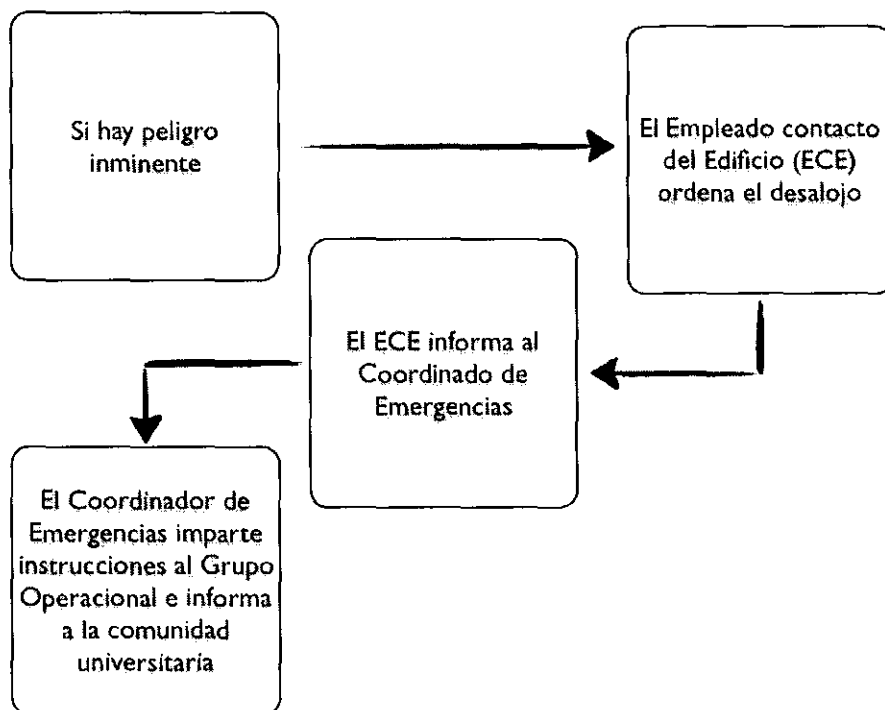 Si hay peligro
inminente
El Empleado contacto
del Edificio (ECE)
ordena el desalojo
El ECE informa al
Coordinado de
Emergencias
El Coordinador de
Emergencias imparte
instrucciones al Grupo
Operacional e informa
a la comunidad
universitaria